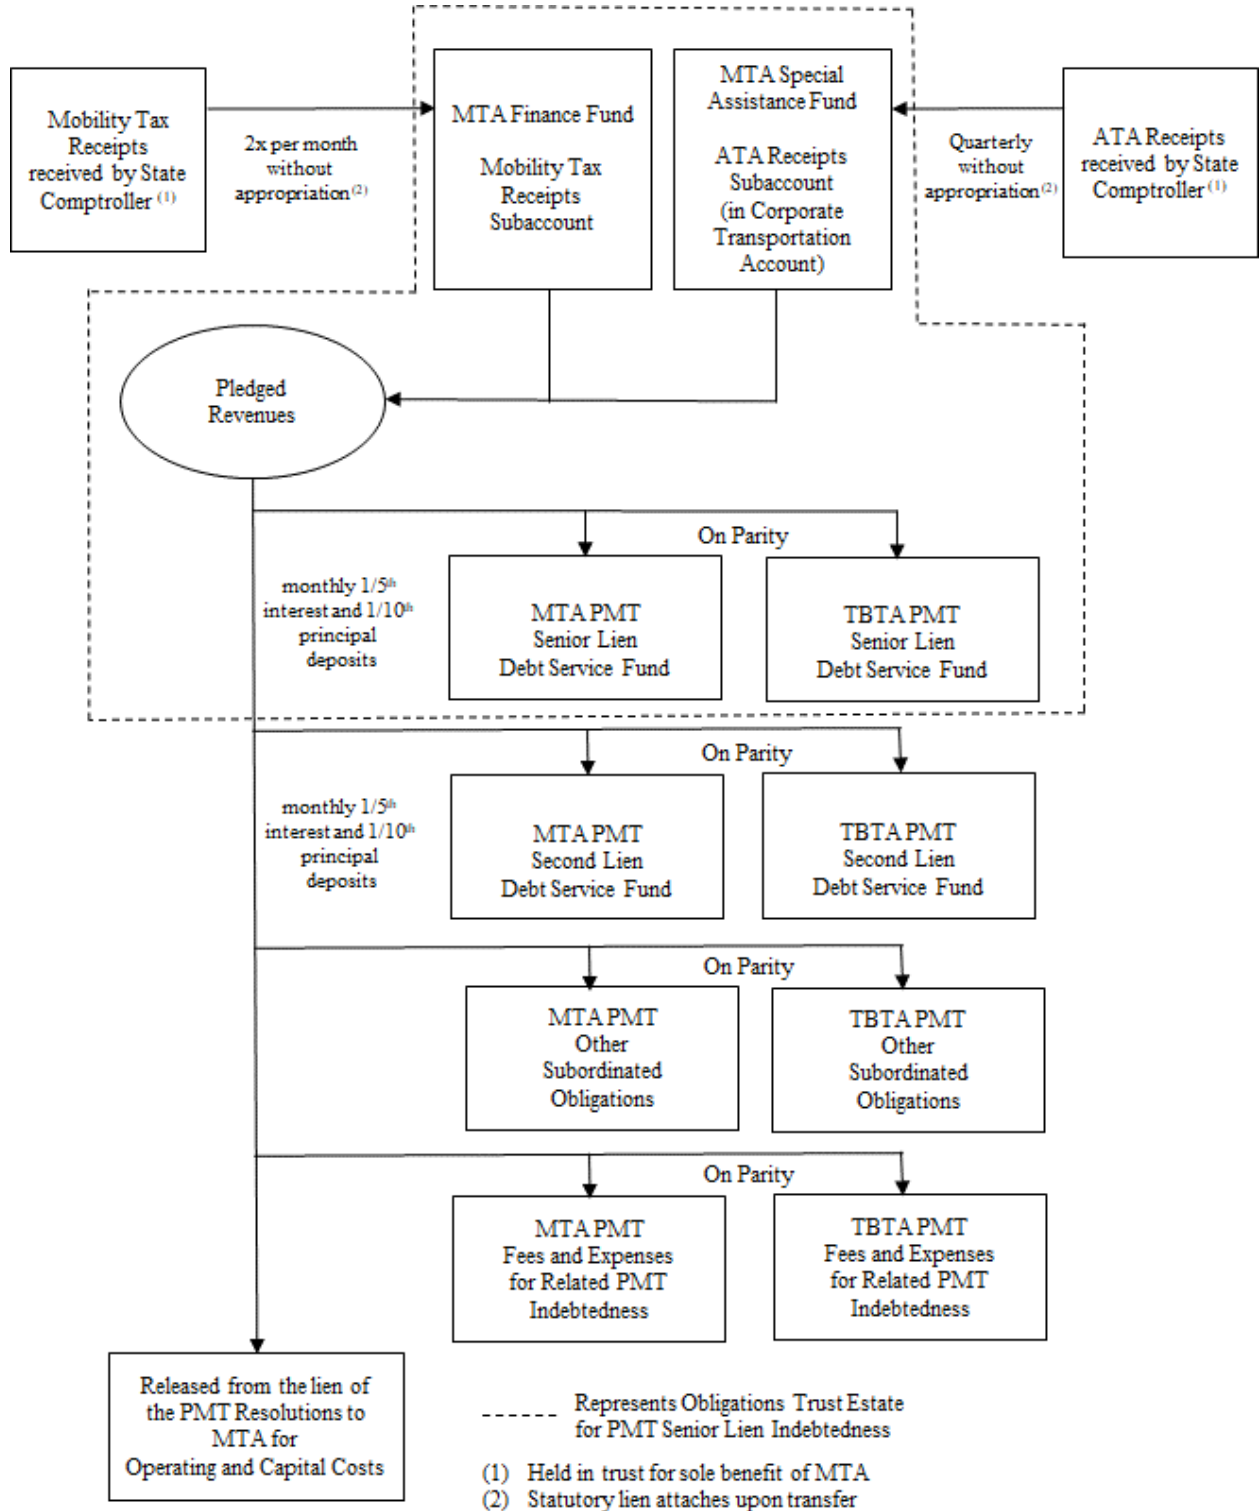 Mobility Tax
Receipts
received by State
Comptroller (1)
2x per month
without
appropriation(2)
MTA Finance Fund
Mobility Tax
Receipts
Subaccount
MTA Special
Assistance Fund
ATA Receipts
Subaccount
(in Corporate
Transportation
Account)
Quarterly
without
appropriation(2)
ATA Receipts
received by State
Comptroller(1)
Pledged
Revenues
On Parity
monthly 1/5th
interest and 1/10th
principal
deposits
MTA PMT
Senior Lien
Debt Service Fund
TBTA PMT
Senior Lien
Debt Service Fund
On Parity
monthly 1/5th
interest and 1/10th
principal
deposits
MTA PMT
Second Lien
Debt Service Fund
TBTA PMT
Second Lien
Debt Service Fund
On Parity
MTA PMT
Other
Subordinated
Obligations
TBTA PMT
Other
Subordinated
Obligations
On Parity
MTA PMT
Fees and Expenses
for Related PMT
Indebtedness
TBTA PMT
Fees and Expenses
for Related PMT
Indebtedness
Released from the lien of
the PMT Resolutions to
MTA for
Operating and Capital Costs
Represents Obligations Trust Estate
for PMT Senior Lien Indebtedness
(1) Held in trust for sole benefit of MTA
(2) Statutory lien attaches upon transfer